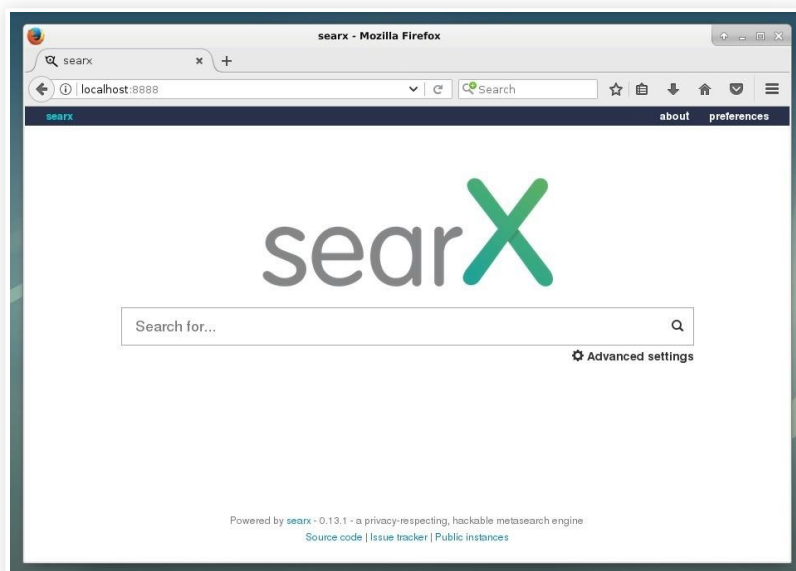 searx - Mozilla Firefox
searx
localhost:8888
Search
searx
about preferences
searX
Search for...
Advanced settings
Powered by searx - 0.13.1 - a privacy-respecting, hackable metasearch engine
Source code | Issue tracker | Public instances